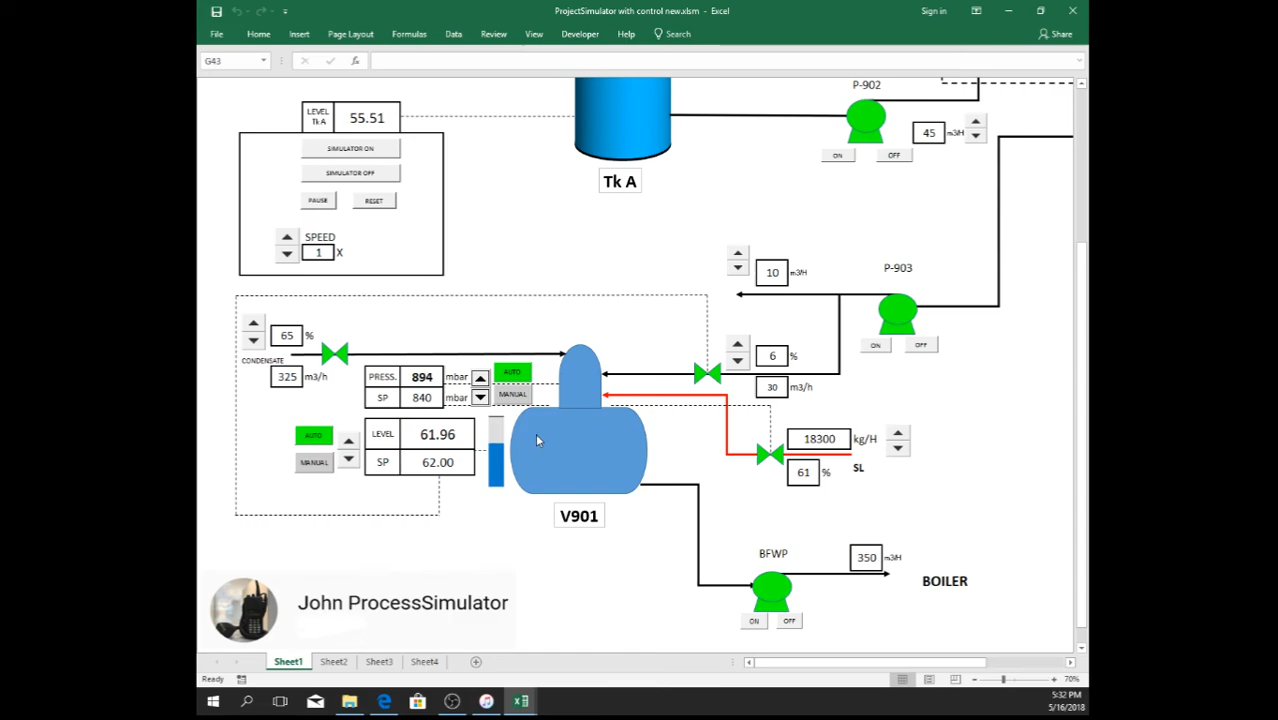 ProjectSimulator with control new.xlsm - Excel
Sign in
File Home Insert Page Layout Formulas Data Review View Developer Help Search Share
G43
fx
P-902
LEVEL Tk A 55.51
45 m3/H
SIMULATOR ON
ON OFF
SIMULATOR OFF
Tk A
PAUSE RESET
SPEED
1 X
10 m3/H
P-903
65 %
ON OFF
CONDENSATE
6 %
325 m3/h
PRESS. 894 mbar
AUTO
30 m3/h
SP 840 mbar
MANUAL
AUTO
LEVEL 61.96
18300 kg/H
MANUAL
SP 62.00
61 %
SL
V901
BFWP
350 m3/H
BOILER
John ProcessSimulator
ON OFF
Sheet1 Sheet2 Sheet3 Sheet4
Ready
70%
5:32 PM
5/16/2018